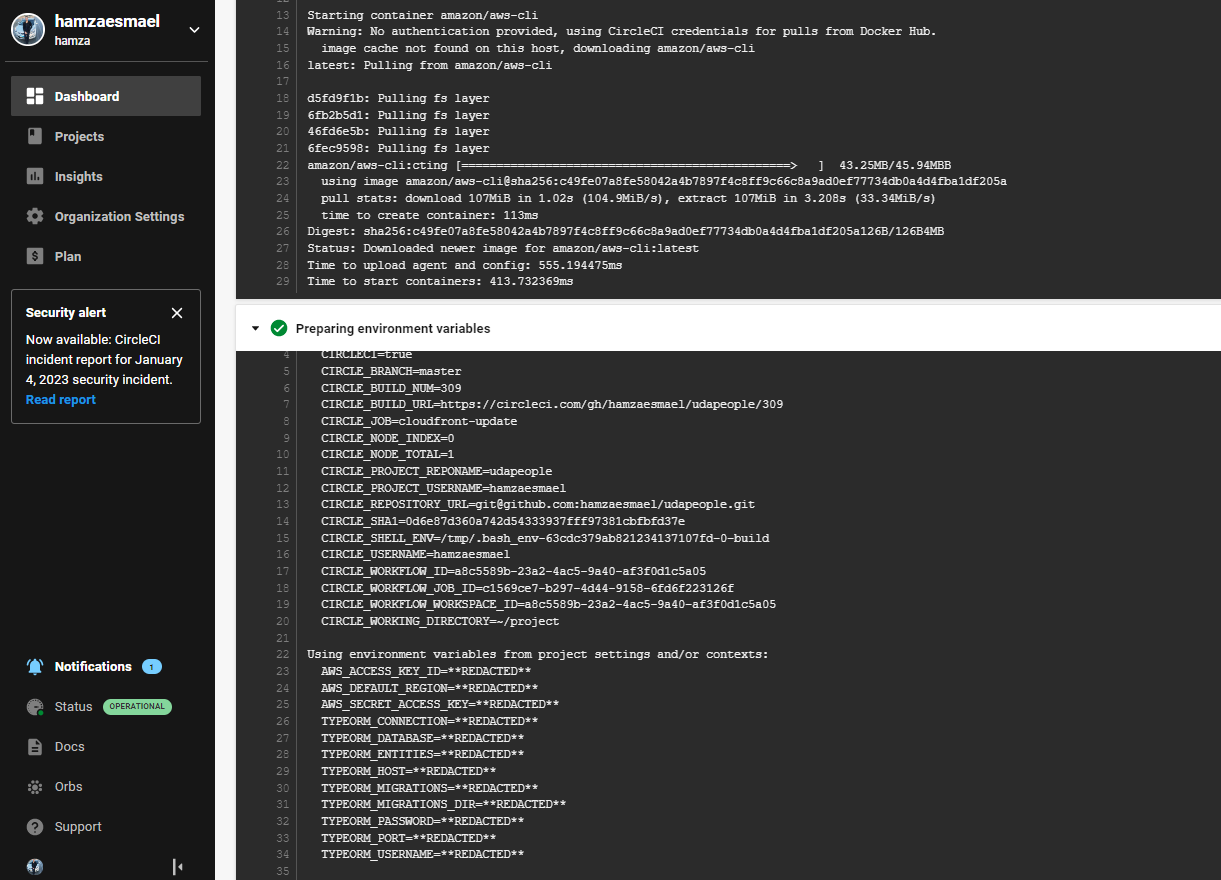 hamzaesmael
hamza
Dashboard
Projects
Insights
Organization Settings
Plan
Security alert
Now available: CircleCI
incident report for January
4, 2023 security incident.
Read report
Notifications 1
Status OPERATIONAL
Docs
Orbs
Support
13 Starting container amazon/aws-cli
14 Warning: No authentication provided, using CircleCI credentials for pulls from Docker Hub.
15 image cache not found on this host, downloading amazon/aws-cli
16 latest: Pulling from amazon/aws-cli
17
18 d5fd9f1b: Pulling fs layer
19 6fb2b5d1: Pulling fs layer
20 46fd6e5b: Pulling fs layer
21 6fec9598: Pulling fs layer
22 amazon/aws-cli:cting [===============================================> ] 43.25MB/45.94MBB
23 using image amazon/aws-cli@sha256:c49fe07a8fe58042a4b7897f4c8ff9c66c8a9ad0ef77734db0a4d4fba1df205a
24 pull stats: download 107MiB in 1.02s (104.9MiB/s), extract 107MiB in 3.208s (33.34MiB/s)
25 time to create container: 113ms
26 Digest: sha256:c49fe07a8fe58042a4b7897f4c8ff9c66c8a9ad0ef77734db0a4d4fba1df205a126B/126B4MB
27 Status: Downloaded newer image for amazon/aws-cli:latest
28 Time to upload agent and config: 555.194475ms
29 Time to start containers: 413.732369ms
Preparing environment variables
4 CIRCLECI=true
5 CIRCLE_BRANCH=master
6 CIRCLE_BUILD_NUM=309
7 CIRCLE_BUILD_URL=https://circleci.com/gh/hamzaesmael/udapeople/309
8 CIRCLE_JOB=cloudfront-update
9 CIRCLE_NODE_INDEX=0
10 CIRCLE_NODE_TOTAL=1
11 CIRCLE_PROJECT_REPONAME=udapeople
12 CIRCLE_PROJECT_USERNAME=hamzaesmael
13 CIRCLE_REPOSITORY_URL=git@github.com:hamzaesmael/udapeople.git
14 CIRCLE_SHA1=0d6e87d360a742d54333937fff97381cbfbfd37e
15 CIRCLE_SHELL_ENV=/tmp/.bash_env-63cdc379ab821234137107fd-0-build
16 CIRCLE_USERNAME=hamzaesmael
17 CIRCLE_WORKFLOW_ID=a8c5589b-23a2-4ac5-9a40-af3f0d1c5a05
18 CIRCLE_WORKFLOW_JOB_ID=c1569ce7-b297-4d44-9158-6fd6f223126f
19 CIRCLE_WORKFLOW_WORKSPACE_ID=a8c5589b-23a2-4ac5-9a40-af3f0d1c5a05
20 CIRCLE_WORKING_DIRECTORY=~/project
21
22 Using environment variables from project settings and/or contexts:
23 AWS_ACCESS_KEY_ID=**REDACTED**
24 AWS_DEFAULT_REGION=**REDACTED**
25 AWS_SECRET_ACCESS_KEY=**REDACTED**
26 TYPEORM_CONNECTION=**REDACTED**
27 TYPEORM_DATABASE=**REDACTED**
28 TYPEORM_ENTITIES=**REDACTED**
29 TYPEORM_HOST=**REDACTED**
30 TYPEORM_MIGRATIONS=**REDACTED**
31 TYPEORM_MIGRATIONS_DIR=**REDACTED**
32 TYPEORM_PASSWORD=**REDACTED**
33 TYPEORM_PORT=**REDACTED**
34 TYPEORM_USERNAME=**REDACTED**
35